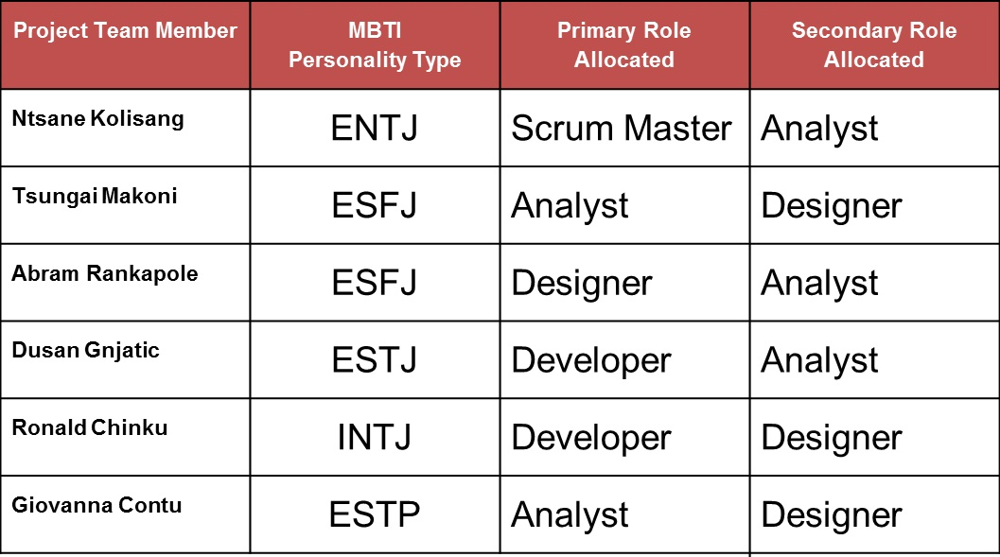 Project Team Member MBTI Primary Role Secondary Role
Personality Type Allocated Allocated
Ntsane Kolisang ENTJ Scrum Master Analyst
Tsungai Makoni ESFJ Analyst Designer
Abram Rankapole ESFJ Designer Analyst
Dusan Gnjatic ESTJ Developer Analyst
Ronald Chinku INTJ Developer Designer
Giovanna Contu ESTP Analyst Designer